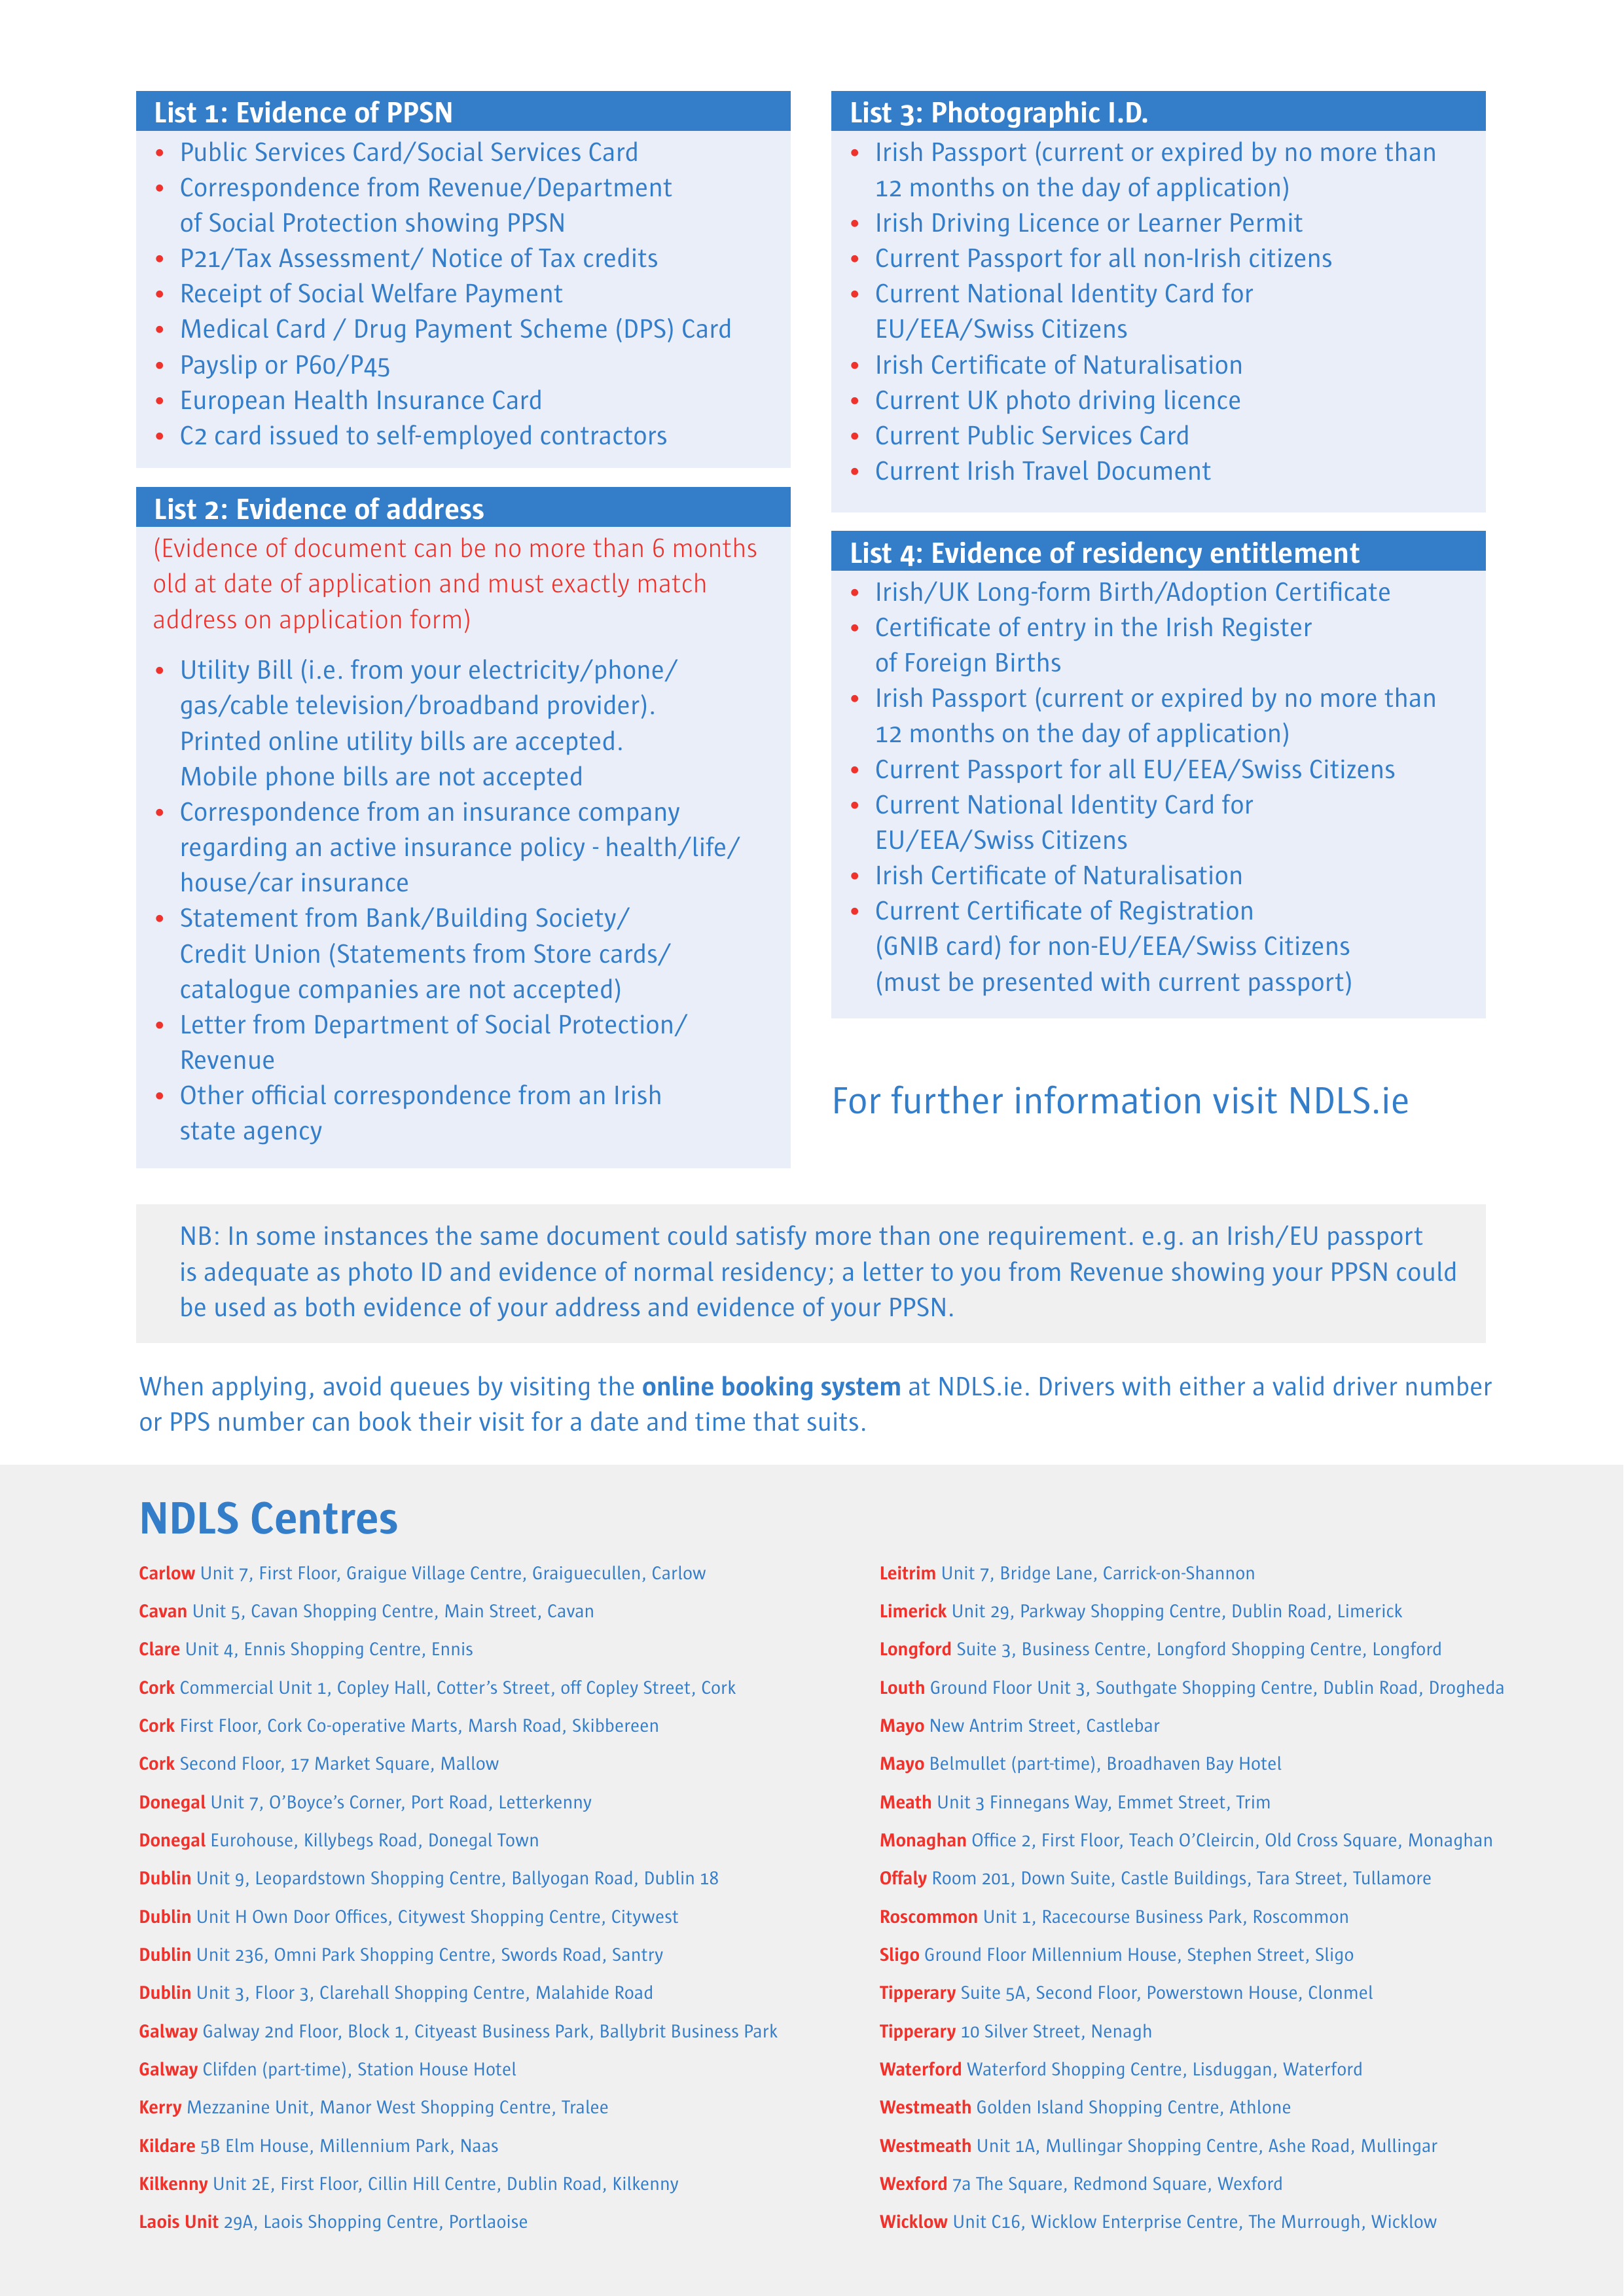 List 1: Evidence of PPSN
• Public Services Card/Social Services Card
• Correspondence from Revenue/Department
of Social Protection showing PPSN
• P21/Tax Assessment/ Notice of Tax credits
• Receipt of Social Welfare Payment
• Medical Card / Drug Payment Scheme (DPS) Card
• Payslip or P60/P45
• European Health Insurance Card
• C2 card issued to self-employed contractors
List 2: Evidence of address
(Evidence of document can be no more than 6 months
old at date of application and must exactly match
address on application form)
• Utility Bill (i.e. from your electricity/phone/
gas/cable television/broadband provider).
Printed online utility bills are accepted.
Mobile phone bills are not accepted
• Correspondence from an insurance company
regarding an active insurance policy - health/life/
house/car insurance
• Statement from Bank/Building Society/
Credit Union (Statements from Store cards/
catalogue companies are not accepted)
• Letter from Department of Social Protection/
Revenue
• Other official correspondence from an Irish
state agency
List 3: Photographic I.D.
• Irish Passport (current or expired by no more than
12 months on the day of application)
• Irish Driving Licence or Learner Permit
• Current Passport for all non-Irish citizens
• Current National Identity Card for
EU/EEA/Swiss Citizens
• Irish Certificate of Naturalisation
• Current UK photo driving licence
• Current Public Services Card
• Current Irish Travel Document
List 4: Evidence of residency entitlement
• Irish/UK Long-form Birth/Adoption Certificate
• Certificate of entry in the Irish Register
of Foreign Births
• Irish Passport (current or expired by no more than
12 months on the day of application)
• Current Passport for all EU/EEA/Swiss Citizens
• Current National Identity Card for
EU/EEA/Swiss Citizens
• Irish Certificate of Naturalisation
• Current Certificate of Registration
(GNIB card) for non-EU/EEA/Swiss Citizens
(must be presented with current passport)
For further information visit NDLS.ie
NB: In some instances the same document could satisfy more than one requirement. e.g. an Irish/EU passport
is adequate as photo ID and evidence of normal residency; a letter to you from Revenue showing your PPSN could
be used as both evidence of your address and evidence of your PPSN.
When applying, avoid queues by visiting the online booking system at NDLS.ie. Drivers with either a valid driver number
or PPS number can book their visit for a date and time that suits.
NDLS Centres
Carlow Unit 7, First Floor, Graigue Village Centre, Graiguecullen, Carlow
Cavan Unit 5, Cavan Shopping Centre, Main Street, Cavan
Clare Unit 4, Ennis Shopping Centre, Ennis
Cork Commercial Unit 1, Copley Hall, Cotter’s Street, off Copley Street, Cork
Cork First Floor, Cork Co-operative Marts, Marsh Road, Skibbereen
Cork Second Floor, 17 Market Square, Mallow
Donegal Unit 7, O’Boyce’s Corner, Port Road, Letterkenny
Donegal Eurohouse, Killybegs Road, Donegal Town
Dublin Unit 9, Leopardstown Shopping Centre, Ballyogan Road, Dublin 18
Dublin Unit H Own Door Offices, Citywest Shopping Centre, Citywest
Dublin Unit 236, Omni Park Shopping Centre, Swords Road, Santry
Dublin Unit 3, Floor 3, Clarehall Shopping Centre, Malahide Road
Galway Galway 2nd Floor, Block 1, Cityeast Business Park, Ballybrit Business Park
Galway Clifden (part-time), Station House Hotel
Kerry Mezzanine Unit, Manor West Shopping Centre, Tralee
Kildare 5B Elm House, Millennium Park, Naas
Kilkenny Unit 2E, First Floor, Cillin Hill Centre, Dublin Road, Kilkenny
Laois Unit 29A, Laois Shopping Centre, Portlaoise
Leitrim Unit 7, Bridge Lane, Carrick-on-Shannon
Limerick Unit 29, Parkway Shopping Centre, Dublin Road, Limerick
Longford Suite 3, Business Centre, Longford Shopping Centre, Longford
Louth Ground Floor Unit 3, Southgate Shopping Centre, Dublin Road, Drogheda
Mayo New Antrim Street, Castlebar
Mayo Belmullet (part-time), Broadhaven Bay Hotel
Meath Unit 3 Finnegans Way, Emmet Street, Trim
Monaghan Office 2, First Floor, Teach O’Cleircin, Old Cross Square, Monaghan
Offaly Room 201, Down Suite, Castle Buildings, Tara Street, Tullamore
Roscommon Unit 1, Racecourse Business Park, Roscommon
Sligo Ground Floor Millennium House, Stephen Street, Sligo
Tipperary Suite 5A, Second Floor, Powerstown House, Clonmel
Tipperary 10 Silver Street, Nenagh
Waterford Waterford Shopping Centre, Lisduggan, Waterford
Westmeath Golden Island Shopping Centre, Athlone
Westmeath Unit 1A, Mullingar Shopping Centre, Ashe Road, Mullingar
Wexford 7a The Square, Redmond Square, Wexford
Wicklow Unit C16, Wicklow Enterprise Centre, The Murrough, Wicklow